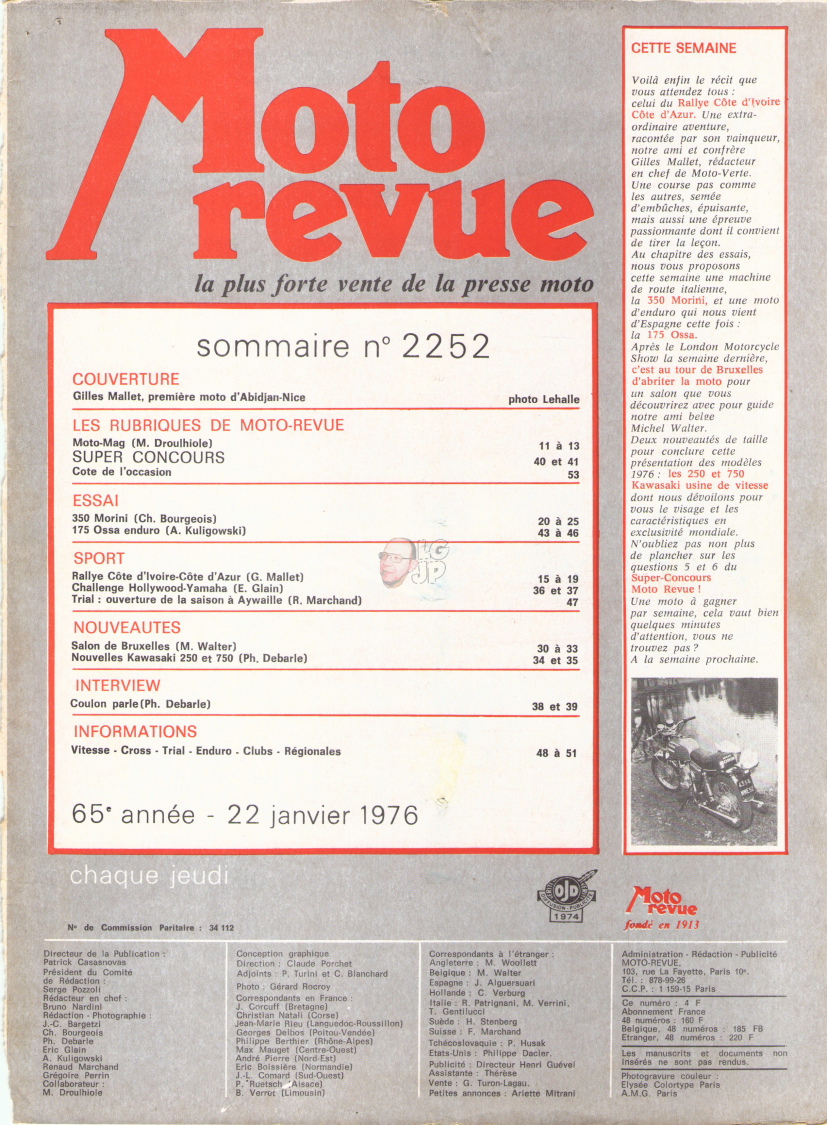 Moto
revue
la plus forte vente de la presse moto
sommaire n° 2252
COUVERTURE
Gilles Mallet, première moto d'Abidjan-Nice photo Lehalle
LES RUBRIQUES DE MOTO-REVUE
Moto-Mag (M. Droulhiole) 11 à 13
SUPER CONCOURS 40 et 41
Cote de l'occasion 53
ESSAI
350 Morini (Ch. Bourgeois) 20 à 25
175 Ossa enduro (A. Kuligowski) 43 à 46
SPORT
Rallye Côte d'Ivoire-Côte d'Azur (G. Mallet) 15 à 19
Challenge Hollywood-Yamaha (E. Glain) 36 et 37
Trial : ouverture de la saison à Aywaille (R. Marchand) 47
LG
JP
NOUVEAUTES
Salon de Bruxelles (M. Walter) 30 à 33
Nouvelles Kawasaki 250 et 750 (Ph. Debarle) 34 et 35
INTERVIEW
Coulon parle (Ph. Debarle) 38 et 39
INFORMATIONS
Vitesse - Cross - Trial - Enduro - Clubs - Régionales 48 à 51
65e année - 22 janvier 1976
chaque jeudi
CETTE SEMAINE
Voilà enfin le récit que
vous attendez tous :
celui du Rallye Côte d'Ivoire
Côte d'Azur. Une extra-
ordinaire aventure,
racontée par son vainqueur,
notre ami et confrère
Gilles Mallet, rédacteur
en chef de Moto-Verte.
Une course pas comme
les autres, semée
d'embûches, épuisante,
mais aussi une épreuve
passionnante dont il convient
de tirer la leçon.
Au chapitre des essais,
nous vous proposons
cette semaine une machine
de route italienne,
la 350 Morini, et une moto
d'enduro qui nous vient
d'Espagne cette fois :
la 175 Ossa.
Après le London Motorcycle
Show la semaine dernière,
c'est au tour de Bruxelles
d'abriter la moto pour
un salon que vous
découvrirez avec pour guide
notre ami belge
Michel Walter.
Deux nouveautés de taille
pour conclure cette
présentation des modèles
1976 : les 250 et 750
Kawasaki usine de vitesse
dont nous dévoilons pour
vous le visage et les
caractéristiques en
exclusivité mondiale.
N'oubliez pas non plus
de plancher sur les
questions 5 et 6 du
Super-Concours
Moto Revue !
Une moto à gagner
par semaine, cela vaut bien
quelques minutes
d'attention, vous ne
trouvez pas ?
A la semaine prochaine.
OJD
DIFFUSION
1974
Moto
revue
fondé en 1913
N° de Commission Paritaire : 34 112
Directeur de la Publication :
Patrick Casasnovas
Président du Comité
de Rédaction :
Serge Pozzoli
Rédacteur en chef :
Bruno Nardini
Rédaction - Photographie :
J.-C. Bargetzi
Ch. Bourgeois
Ph. Debarle
Eric Glain
A. Kuligowski
Renaud Marchand
Grégoire Perrin
Collaborateur :
M. Droulhiole
Conception graphique
Direction : Claude Porchet
Adjoints : P. Turini et C. Blanchard
Photo : Gérard Rocroy
Correspondants en France :
J. Corcuff (Bretagne)
Christian Natali (Corse)
Jean-Marie Rieu (Languedoc-Roussillon)
Georges Delbos (Poitou-Vendée)
Philippe Berthier (Rhône-Alpes)
Max Mauget (Centre-Ouest)
André Pierre (Nord-Est)
Eric Boissière (Normandie)
J.-L. Comard (Sud-Ouest)
P. Ruetsch (Alsace)
B. Verrot (Limousin)
Correspondants à l'étranger :
Angleterre : M. Woollett
Belgique : M. Walter
Espagne : J. Alguersuari
Hollande : C. Verburg
Italie : R. Patrignani, M. Verrini,
T. Gentilucci
Suède : H. Stenberg
Suisse : F. Marchand
Tchécoslovaquie : P. Husak
Etats-Unis : Philippe Dacier.
Publicité : Directeur Henri Guével
Assistante : Thérèse
Vente : G. Turon-Lagau.
Petites annonces : Arlette Mitrani
Administration - Rédaction - Publicité
MOTO-REVUE,
103, rue La Fayette, Paris 10e.
Tél. : 878-99-26
C.C.P. : 1 159-15 Paris
Ce numéro : 4 F
Abonnement France
48 numéros : 160 F
Belgique, 48 numéros : 185 FB
Etranger, 48 numéros : 220 F
Les manuscrits et documents non
insérés ne sont pas rendus.
Photogravure couleur :
Elysée Colortype Paris
A.M.G. Paris